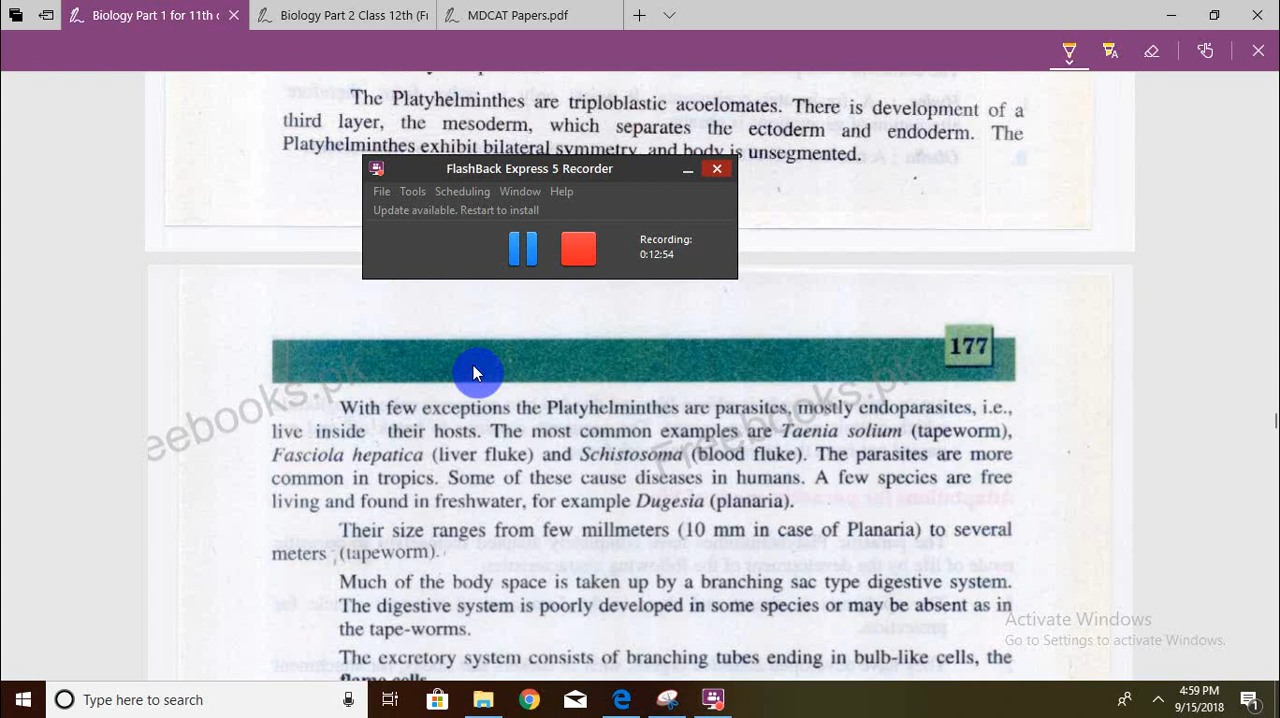 Biology Part 1 for 11th c
Biology Part 2 Class 12th (Fr
MDCAT Papers.pdf
The Platyhelminthes are triploblastic acoelomates. There is development of a
third layer, the mesoderm, which separates the ectoderm and endoderm. The
Platyhelminthes exhibit bilateral symmetry, and body is unsegmented.
FlashBack Express 5 Recorder
File Tools Scheduling Window Help
Update available. Restart to install
Recording:
0:12:54
177
With few exceptions the Platyhelminthes are parasites, mostly endoparasites, i.e.,
live inside their hosts. The most common examples are Taenia solium (tapeworm),
Fasciola hepatica (liver fluke) and Schistosoma (blood fluke). The parasites are more
common in tropics. Some of these cause diseases in humans. A few species are free
living and found in freshwater, for example Dugesia (planaria).
Their size ranges from few millmeters (10 mm in case of Planaria) to several
meters (tapeworm).
Much of the body space is taken up by a branching sac type digestive system.
The digestive system is poorly developed in some species or may be absent as in
the tape-worms.
The excretory system consists of branching tubes ending in bulb-like cells, the
flame cells
reebooks.pk
Freebooks.pk
Activate Windows
Go to Settings to activate Windows.
Type here to search
4:59 PM
9/15/2018
1